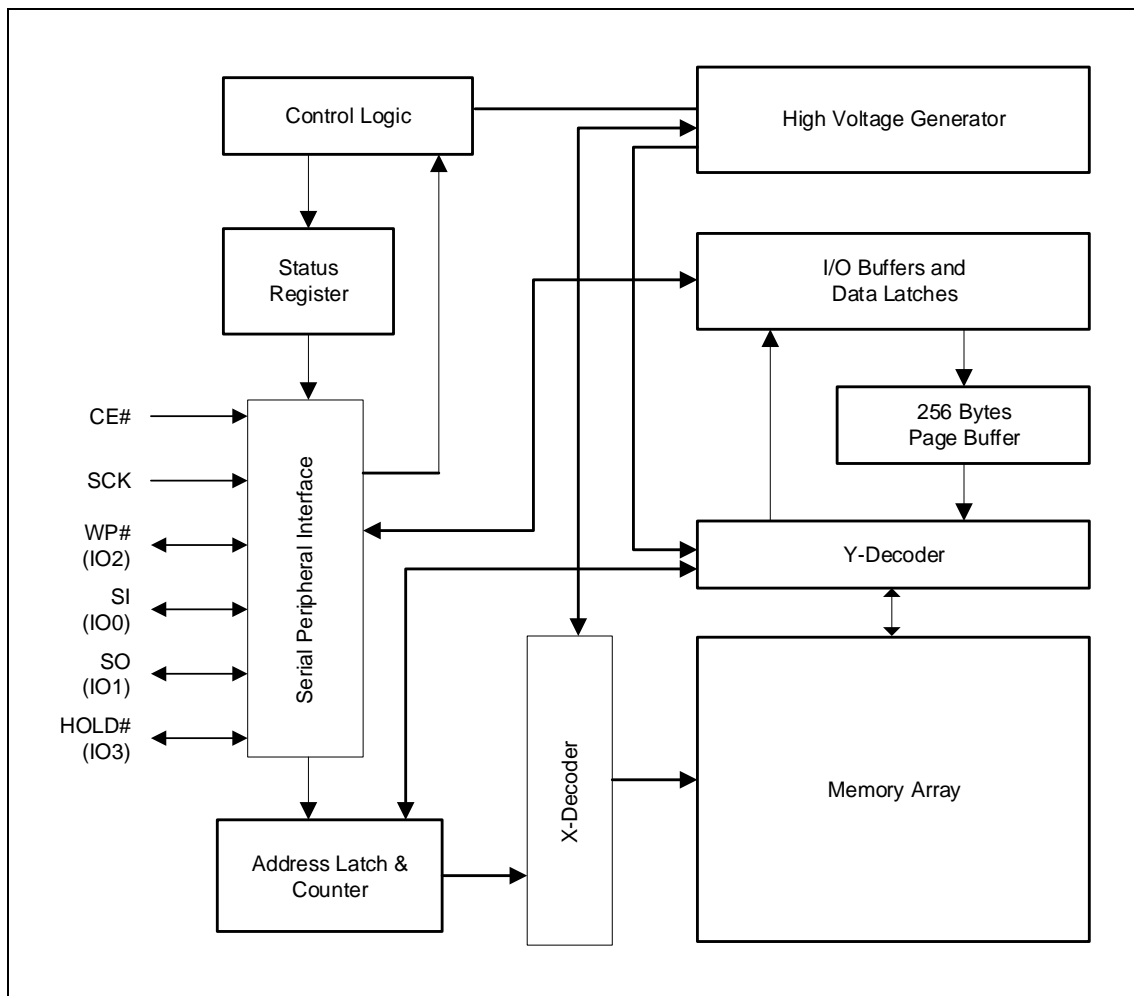 Control Logic
High Voltage Generator
Status
Register
I/O Buffers and
Data Latches
256 Bytes
Page Buffer
CE#
SCK
WP#
(IO2)
SI
(IO0)
SO
(IO1)
HOLD#
(IO3)
Serial Peripheral Interface
Y-Decoder
X-Decoder
Memory Array
Address Latch &
Counter